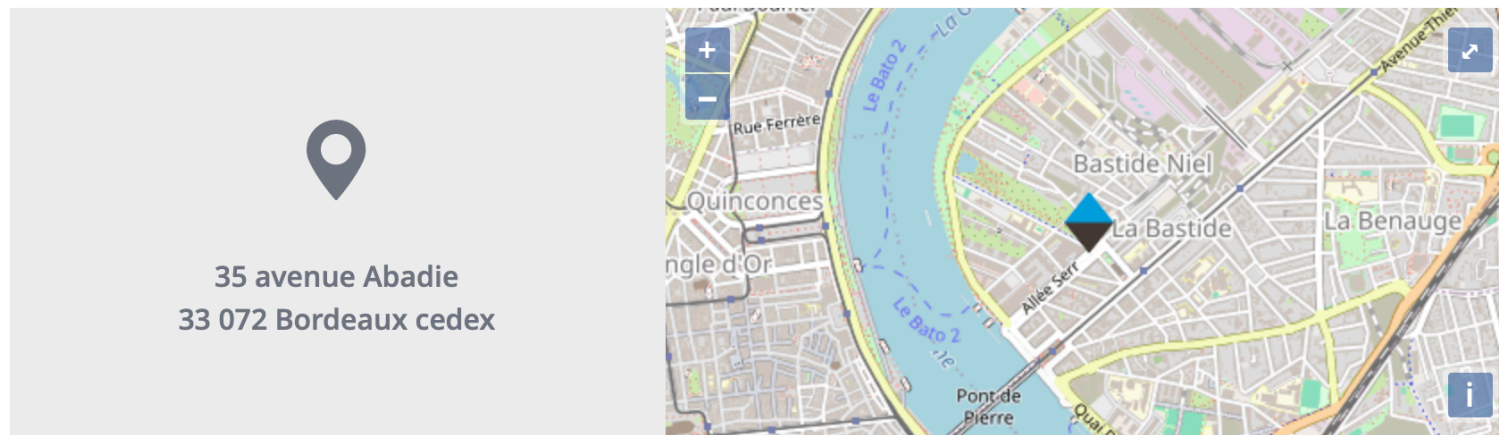 35 avenue Abadie
33 072 Bordeaux cedex
+
−
Le Bato 2
Rue Ferrère
Quinconces
ngle d'Or
Le Bato 2
Pont de
Pierre
Allée Serr
Bastide Niel
La Bastide
La Benauge
Avenue Thie
Quai D
i